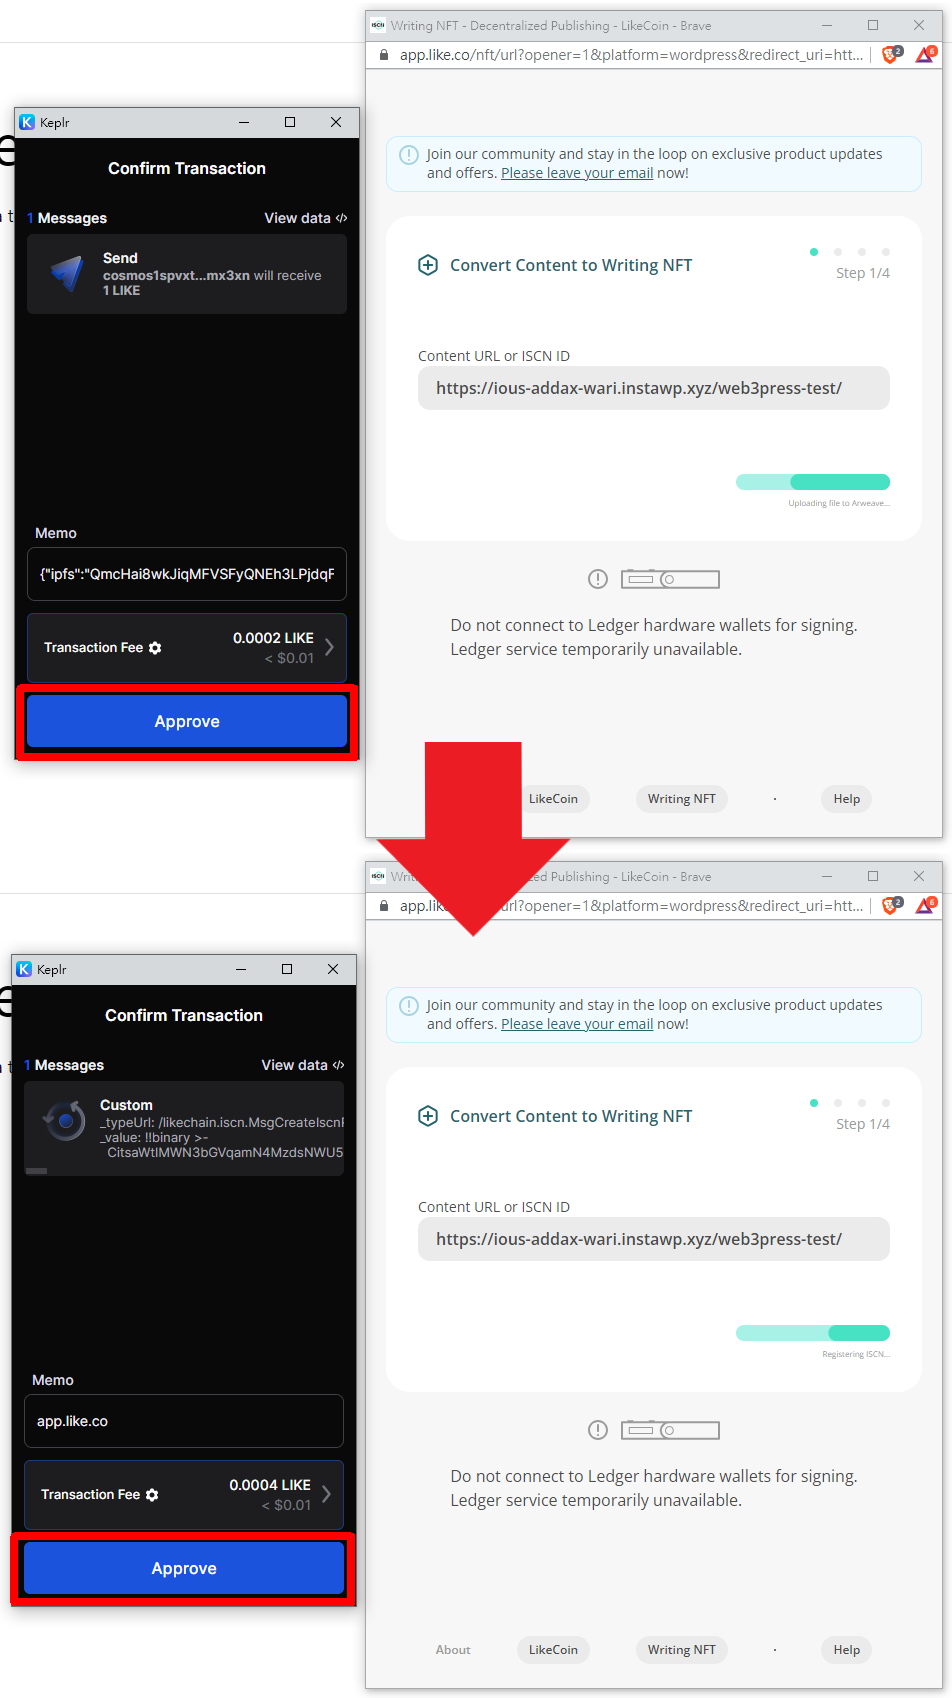 Writing NFT - Decentralized Publishing - LikeCoin - Brave
app.like.co/nft/url?opener=1&platform=wordpress&redirect_uri=htt...
2
6
Join our community and stay in the loop on exclusive product updates
and offers. Please leave your email now!
Convert Content to Writing NFT
Step 1/4
Content URL or ISCN ID
https://ious-addax-wari.instawp.xyz/web3press-test/
Uploading file to Arweave...
Do not connect to Ledger hardware wallets for signing.
Ledger service temporarily unavailable.
LikeCoin
Writing NFT
·
Help
Keplr
Confirm Transaction
1 Messages
View data </>
Send
cosmos1spvxt...mx3xn will receive
1 LIKE
Memo
{"ipfs":"QmcHai8wkJiqMFVSFyQNEh3LPjdqF
Transaction Fee
0.0002 LIKE
< $0.01
Approve
ed Publishing - LikeCoin - Brave
rl?opener=1&platform=wordpress&redirect_uri=htt...
2
6
Join our community and stay in the loop on exclusive product updates
and offers. Please leave your email now!
Convert Content to Writing NFT
Step 1/4
Content URL or ISCN ID
https://ious-addax-wari.instawp.xyz/web3press-test/
Registering ISCN...
Do not connect to Ledger hardware wallets for signing.
Ledger service temporarily unavailable.
About
LikeCoin
Writing NFT
·
Help
Keplr
Confirm Transaction
1 Messages
View data </>
Custom
_typeUrl: /likechain.iscn.MsgCreateIscnR
_value: !!binary >-
CitsaWtlMWN3bGVqamN4MzdsNWU5
Memo
app.like.co
Transaction Fee
0.0004 LIKE
< $0.01
Approve